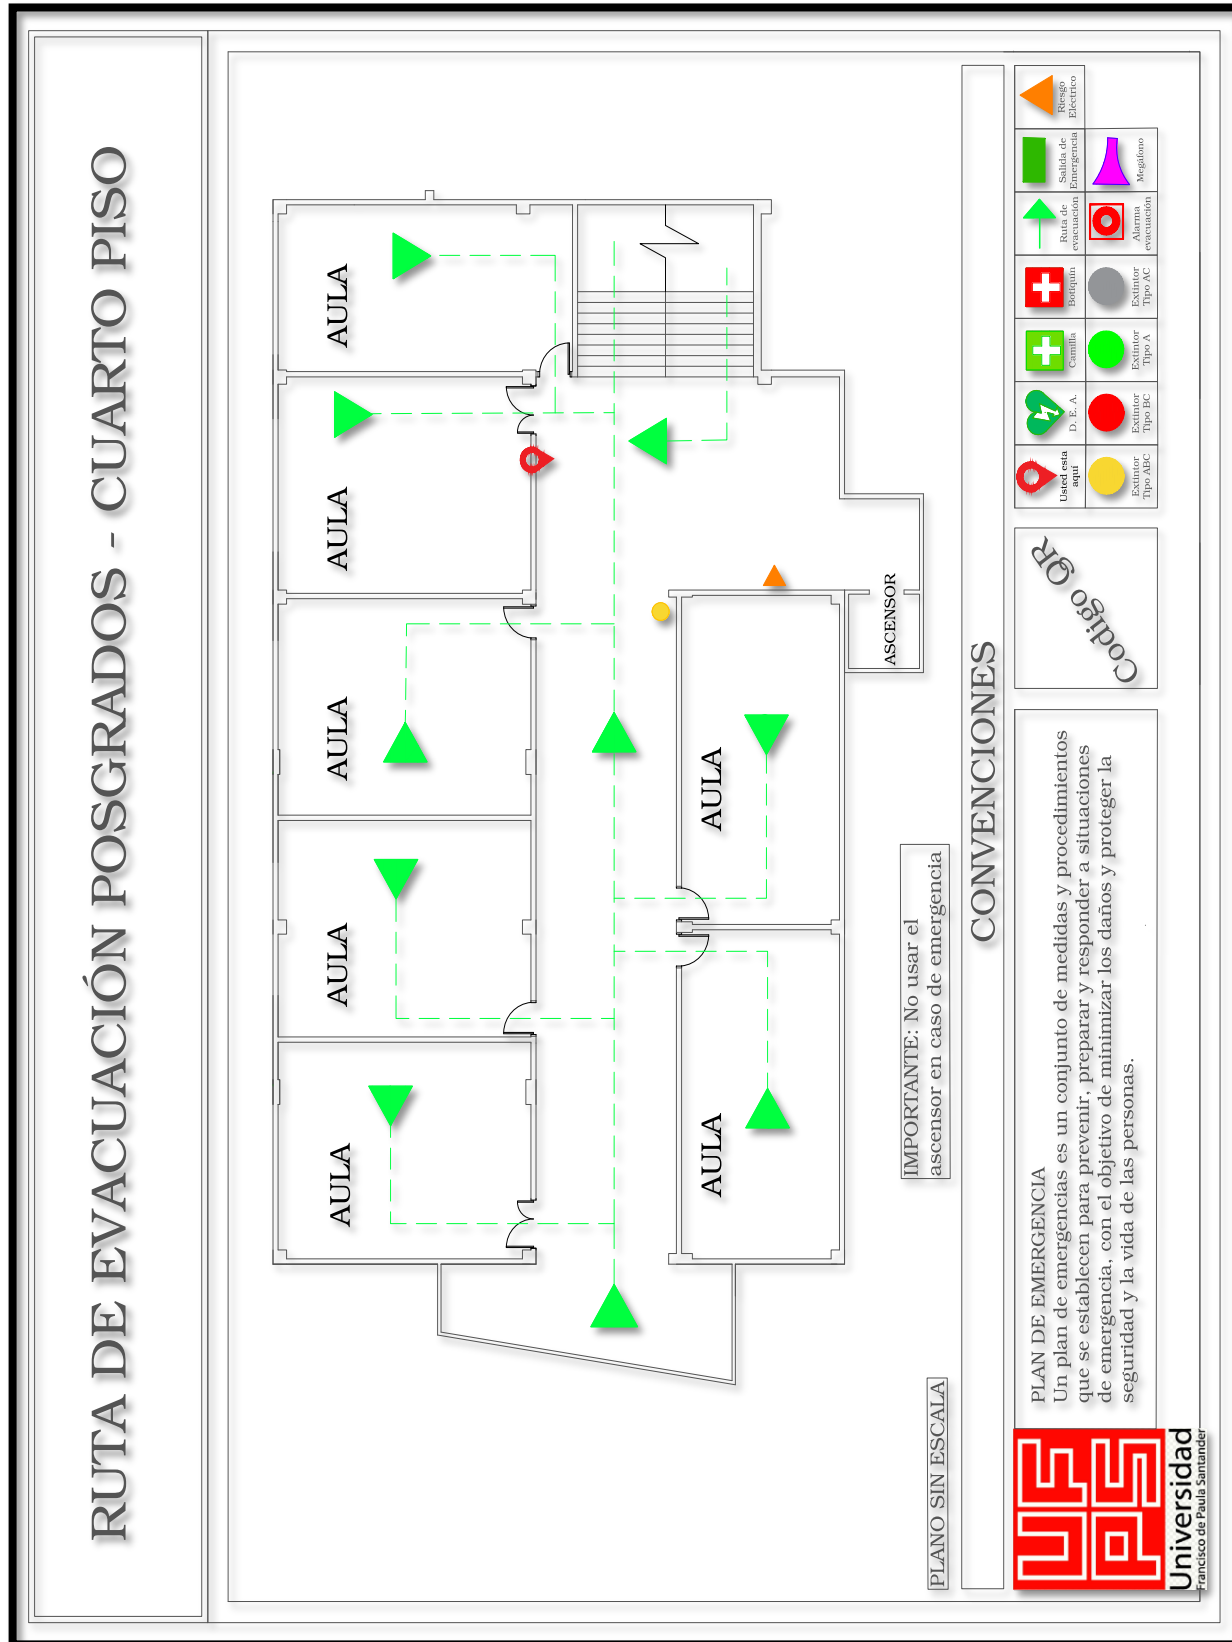 RUTA DE EVACUACIÓN POSGRADOS - CUARTO PISO
AULA
AULA
AULA
AULA
AULA
AULA
AULA
ASCENSOR
IMPORTANTE: No usar el
ascensor en caso de emergencia
PLANO SIN ESCALA
CONVENCIONES
Universidad
Francisco de Paula Santander
PLAN DE EMERGENCIA
Un plan de emergencias es un conjunto de medidas y procedimientos
que se establecen para prevenir, preparar y responder a situaciones
de emergencia, con el objetivo de minimizar los daños y proteger la
seguridad y la vida de las personas.
Codigo QR
Usted esta
aquí
D. E. A.
Camilla
Botiquín
Ruta de
evacuación
Salida de
Emergencia
Riesgo
Eléctrico
Extintor
Tipo ABC
Extintor
Tipo BC
Extintor
Tipo A
Extintor
Tipo AC
Alarma
evacuación
Megáfono
UFPS